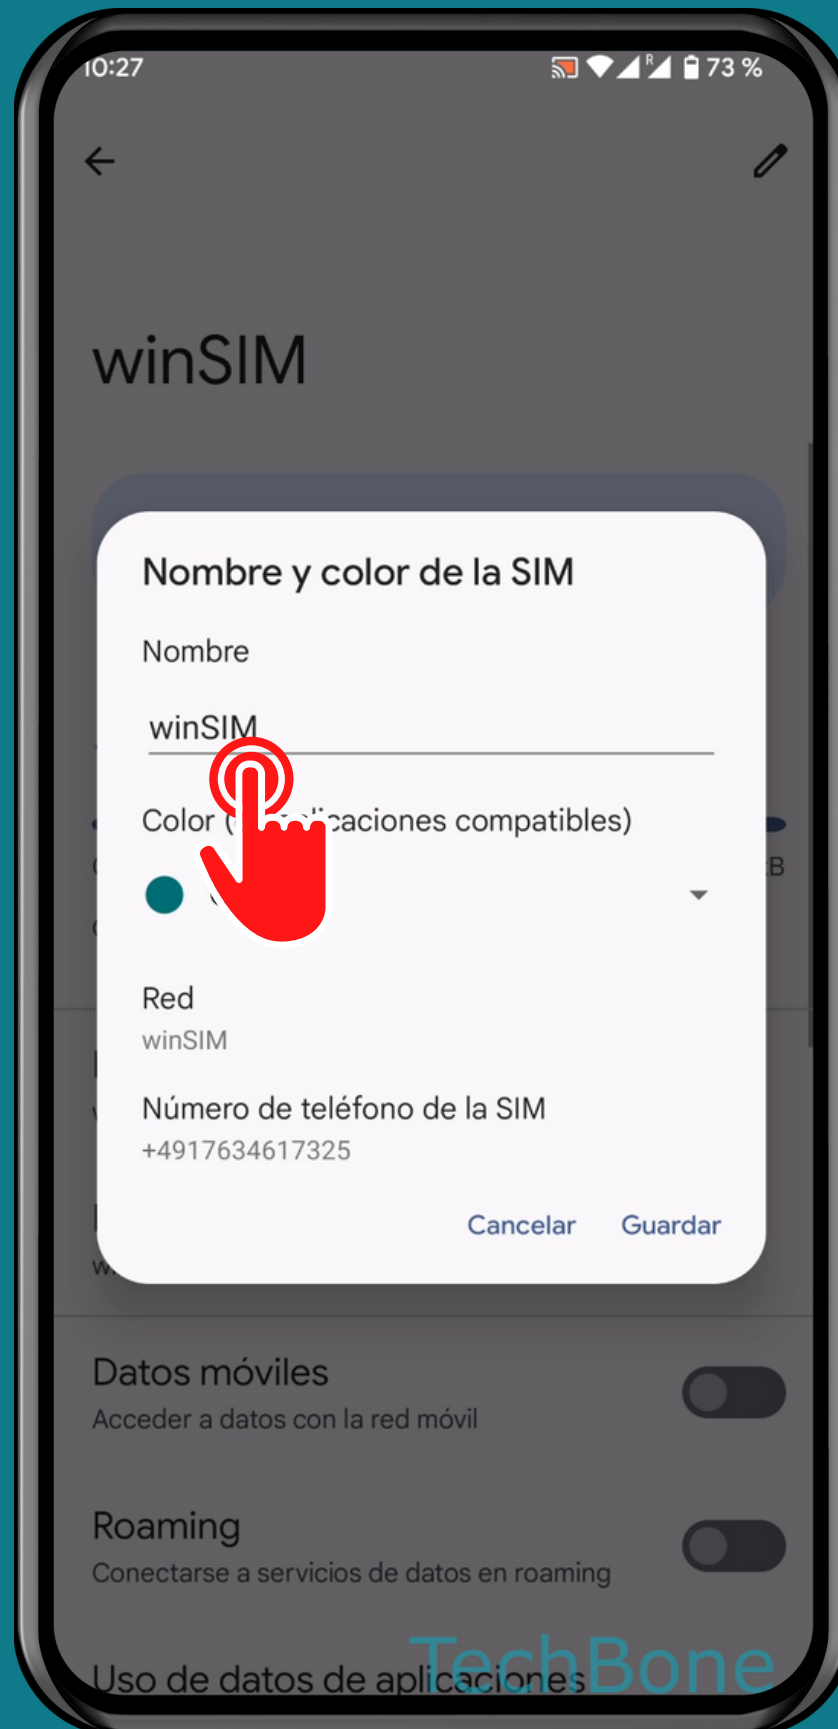 10:27
R
73 %
winSIM
Nombre y color de la SIM
Nombre
winSIM
Color ( compatibles)
B
Red
winSIM
Número de teléfono de la SIM
+4917634617325
Cancelar Guardar
Datos móviles
Acceder a datos con la red móvil
Roaming
Conectarse a servicios de datos en roaming
Uso de datos de aplicaciones
TechBone